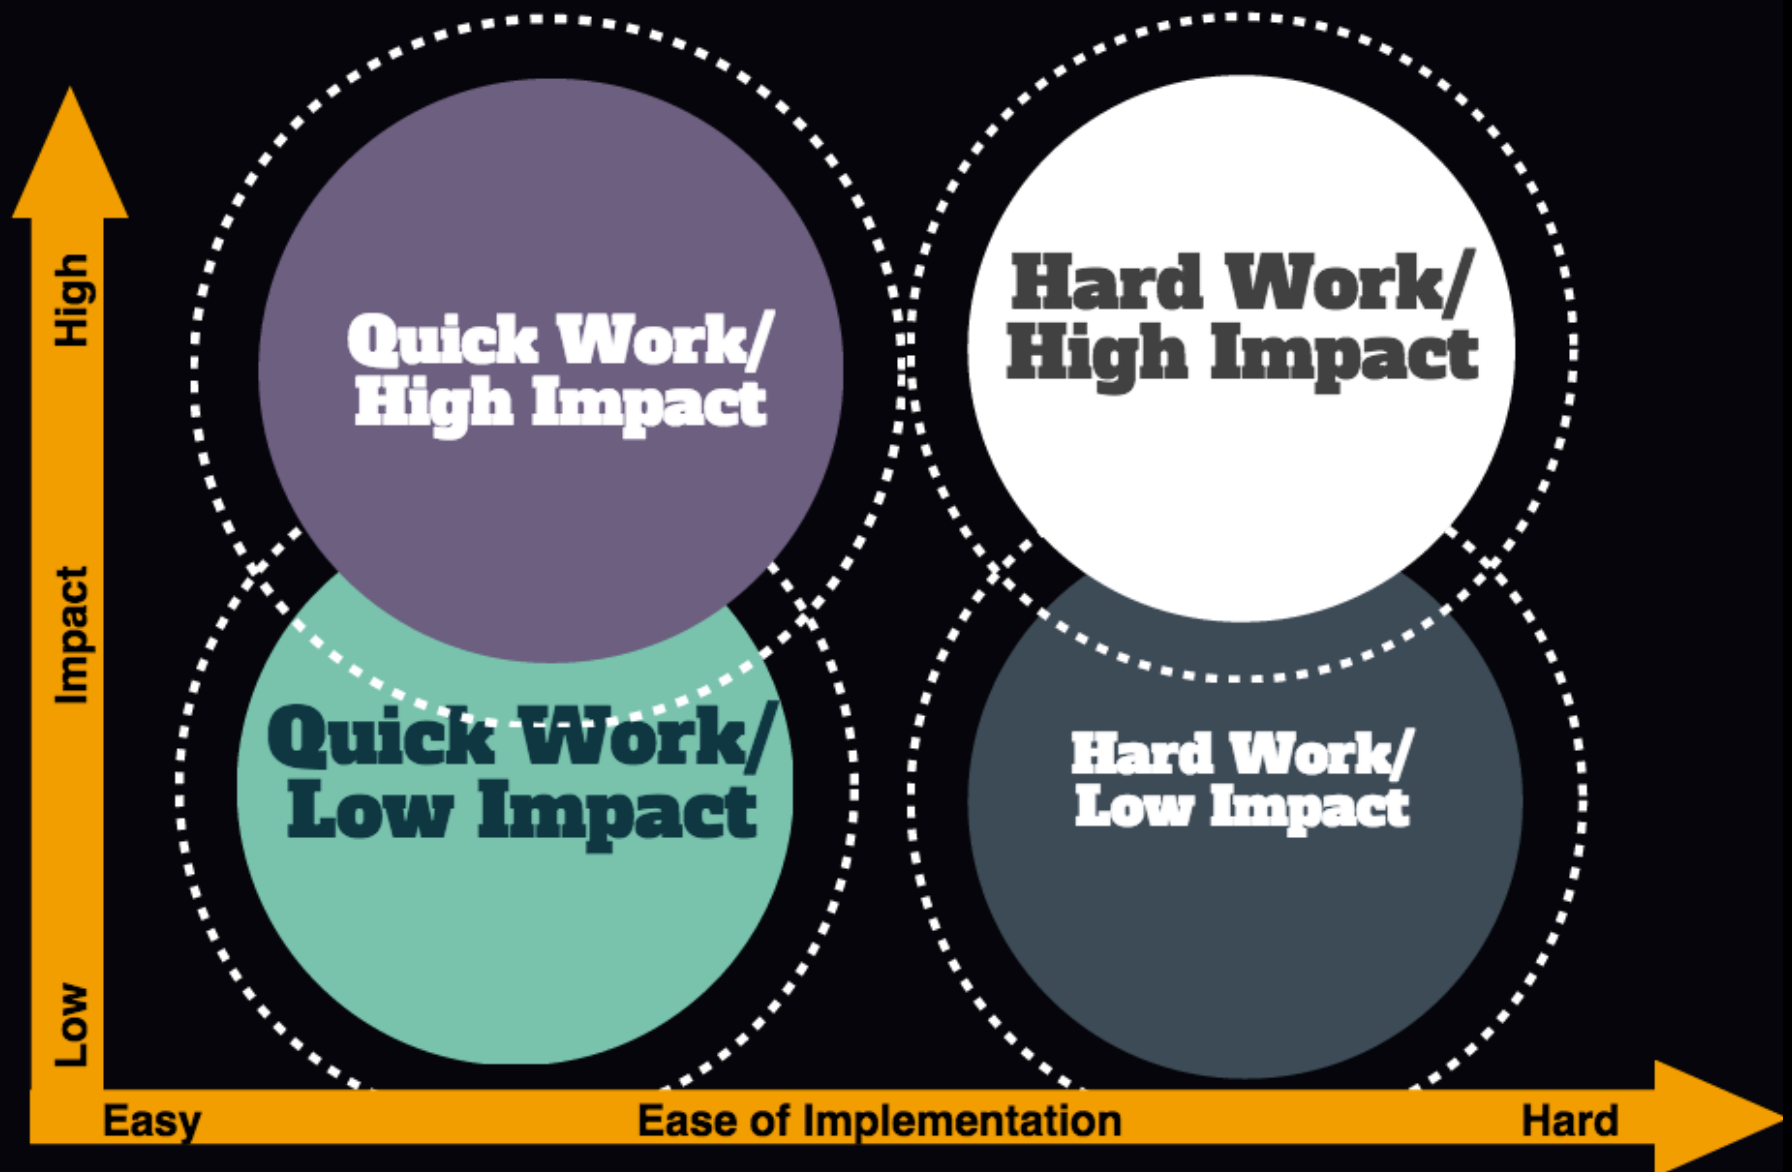 High
Impact
Low
Quick Work/
High Impact
Hard Work/
High Impact
Quick Work/
Low Impact
Hard Work/
Low Impact
Easy
Ease of Implementation
Hard